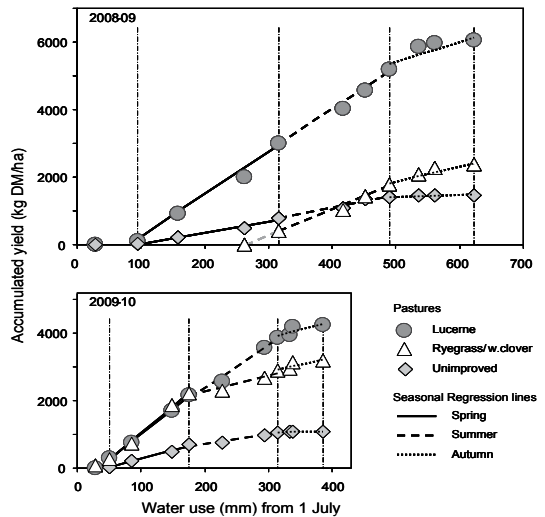 2008-09
6000
4000
2000
0
0 100 200 300 400 500 600 700
Accumulated yield (kg DM/ha)
2009-10
4000
2000
0
0 100 200 300 400
Water use (mm) from 1 July
Pastures
Lucerne
Ryegrass/w.clover
Unimproved
Seasonal Regression lines
Spring
Summer
Autumn